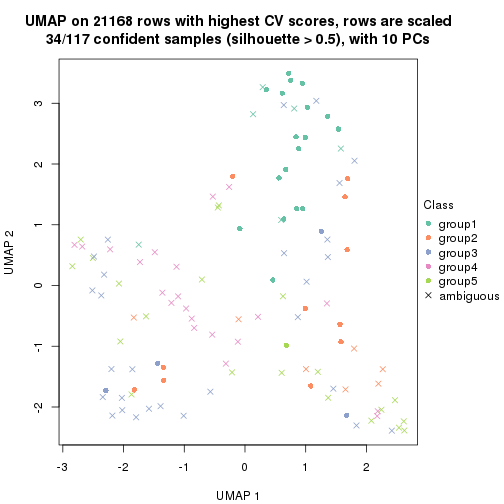 UMAP on 21168 rows with highest CV scores, rows are scaled
34/117 confident samples (silhouette > 0.5), with 10 PCs
3
2
1
0
-1
-2
UMAP 2
-3
-2
-1
0
1
2
UMAP 1
Class
group1
group2
group3
group4
group5
ambiguous